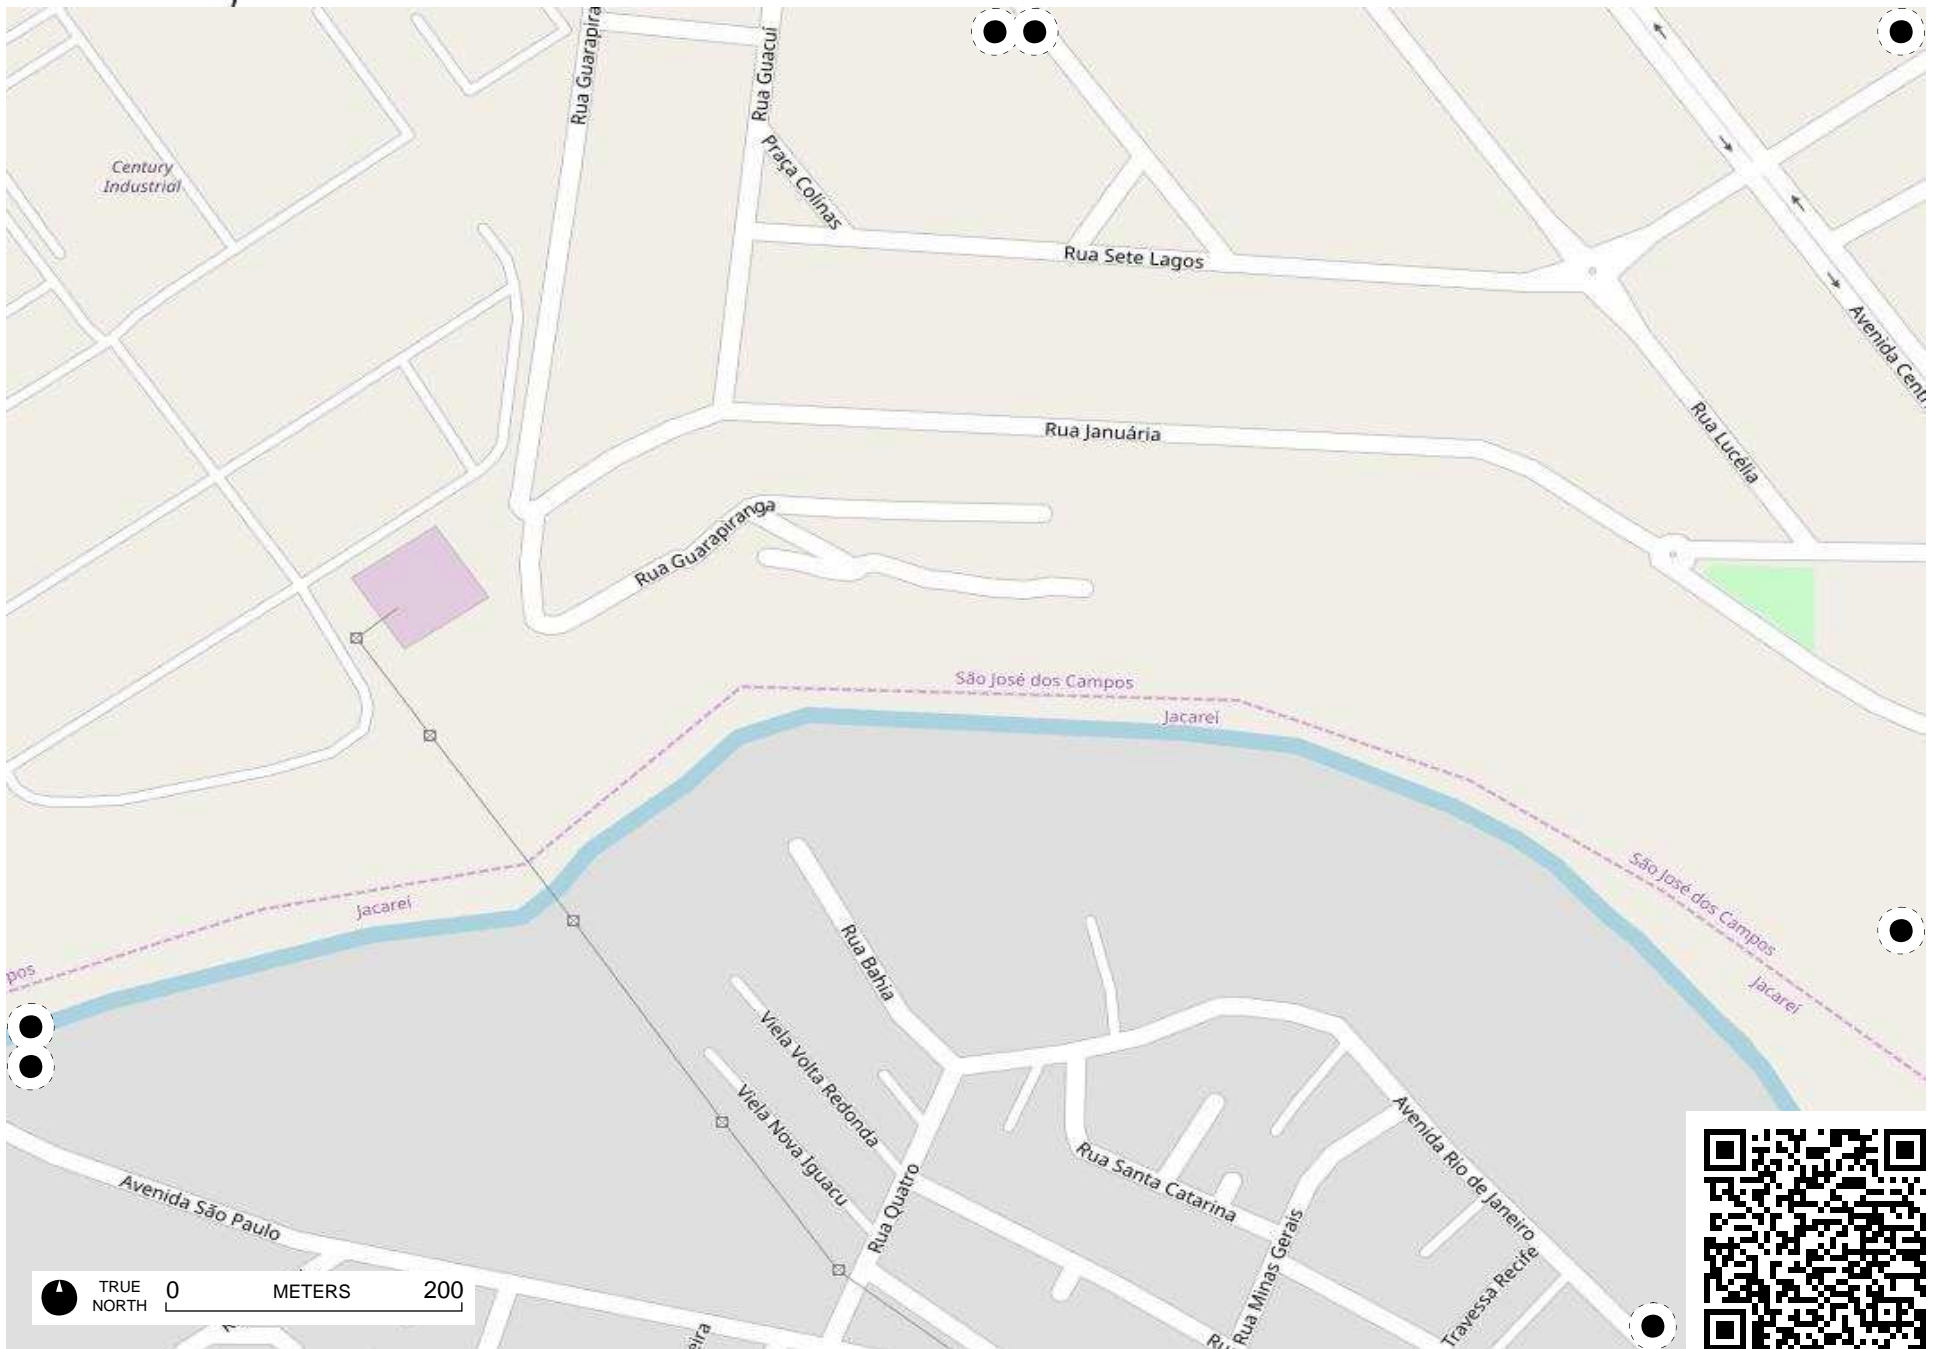 Rua Guarapira
Rua Guacuí
Century
Industrial
Praça Colinas
Rua Sete Lagos
Avenida Cent
Rua Januária
Rua Lucélia
Rua Guarapiranga
São José dos Campos
Jacareí
São José dos Campos
Jacareí
Jacareí
pos
Rua Bahia
Viela Volta Redonda
Viela Nova Iguacu
Rua Quatro
Rua Santa Catarina
Avenida Rio de Janeiro
Rua Minas Gerais
Travessa Recife
Avenida São Paulo
eira
Ru
TRUE
NORTH
0 METERS 200